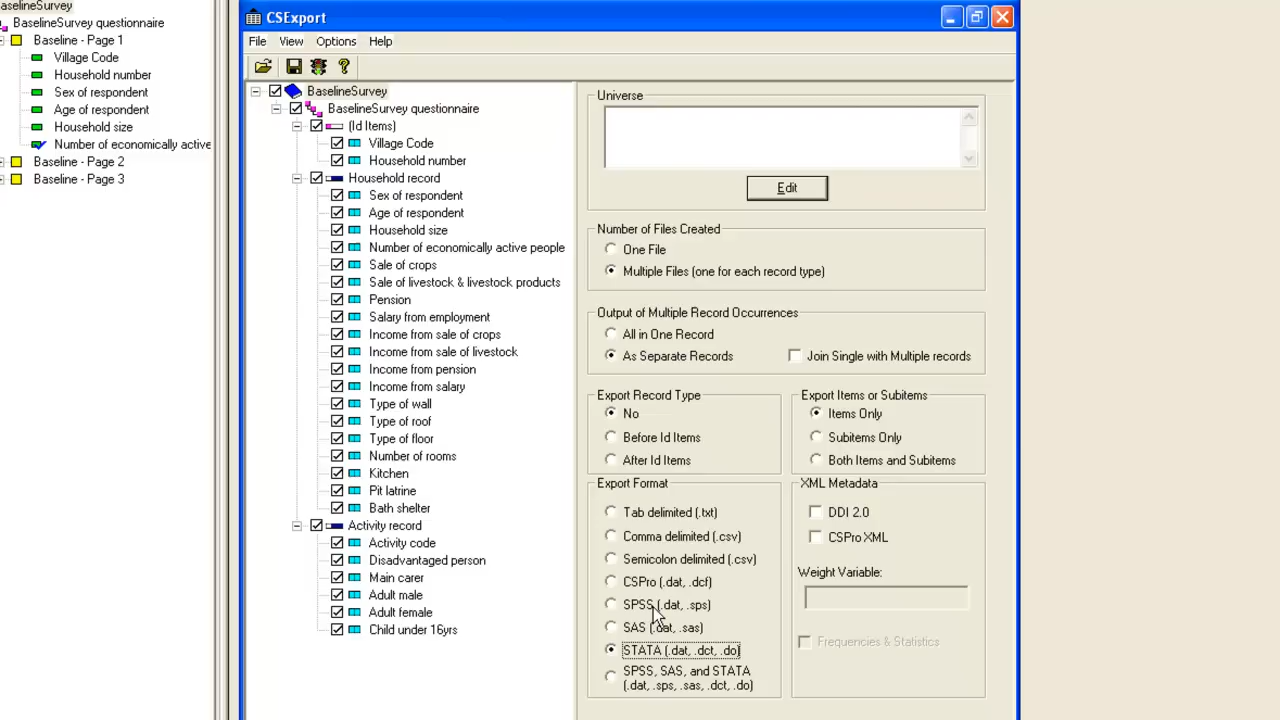 aselineSurvey
BaselineSurvey questionnaire
Baseline - Page 1
Village Code
Household number
Sex of respondent
Age of respondent
Household size
Number of economically active
Baseline - Page 2
Baseline - Page 3
CSExport
File View Options Help
BaselineSurvey
BaselineSurvey questionnaire
(Id Items)
Village Code
Household number
Household record
Sex of respondent
Age of respondent
Household size
Number of economically active people
Sale of crops
Sale of livestock & livestock products
Pension
Salary from employment
Income from sale of crops
Income from sale of livestock
Income from pension
Income from salary
Type of wall
Type of roof
Type of floor
Number of rooms
Kitchen
Pit latrine
Bath shelter
Activity record
Activity code
Disadvantaged person
Main carer
Adult male
Adult female
Child under 16yrs
Universe
Edit
Number of Files Created
One File
Multiple Files (one for each record type)
Output of Multiple Record Occurrences
All in One Record
As Separate Records
Join Single with Multiple records
Export Record Type
No
Before Id Items
After Id Items
Export Items or Subitems
Items Only
Subitems Only
Both Items and Subitems
Export Format
Tab delimited (.txt)
Comma delimited (.csv)
Semicolon delimited (.csv)
CSPro (.dat, .dcf)
SPSS (.dat, .sps)
SAS (.dat, .sas)
STATA (.dat, .dct, .do)
SPSS, SAS, and STATA
(.dat, .sps, .sas, .dct, .do)
XML Metadata
DDI 2.0
CSPro XML
Weight Variable:
Frequencies & Statistics